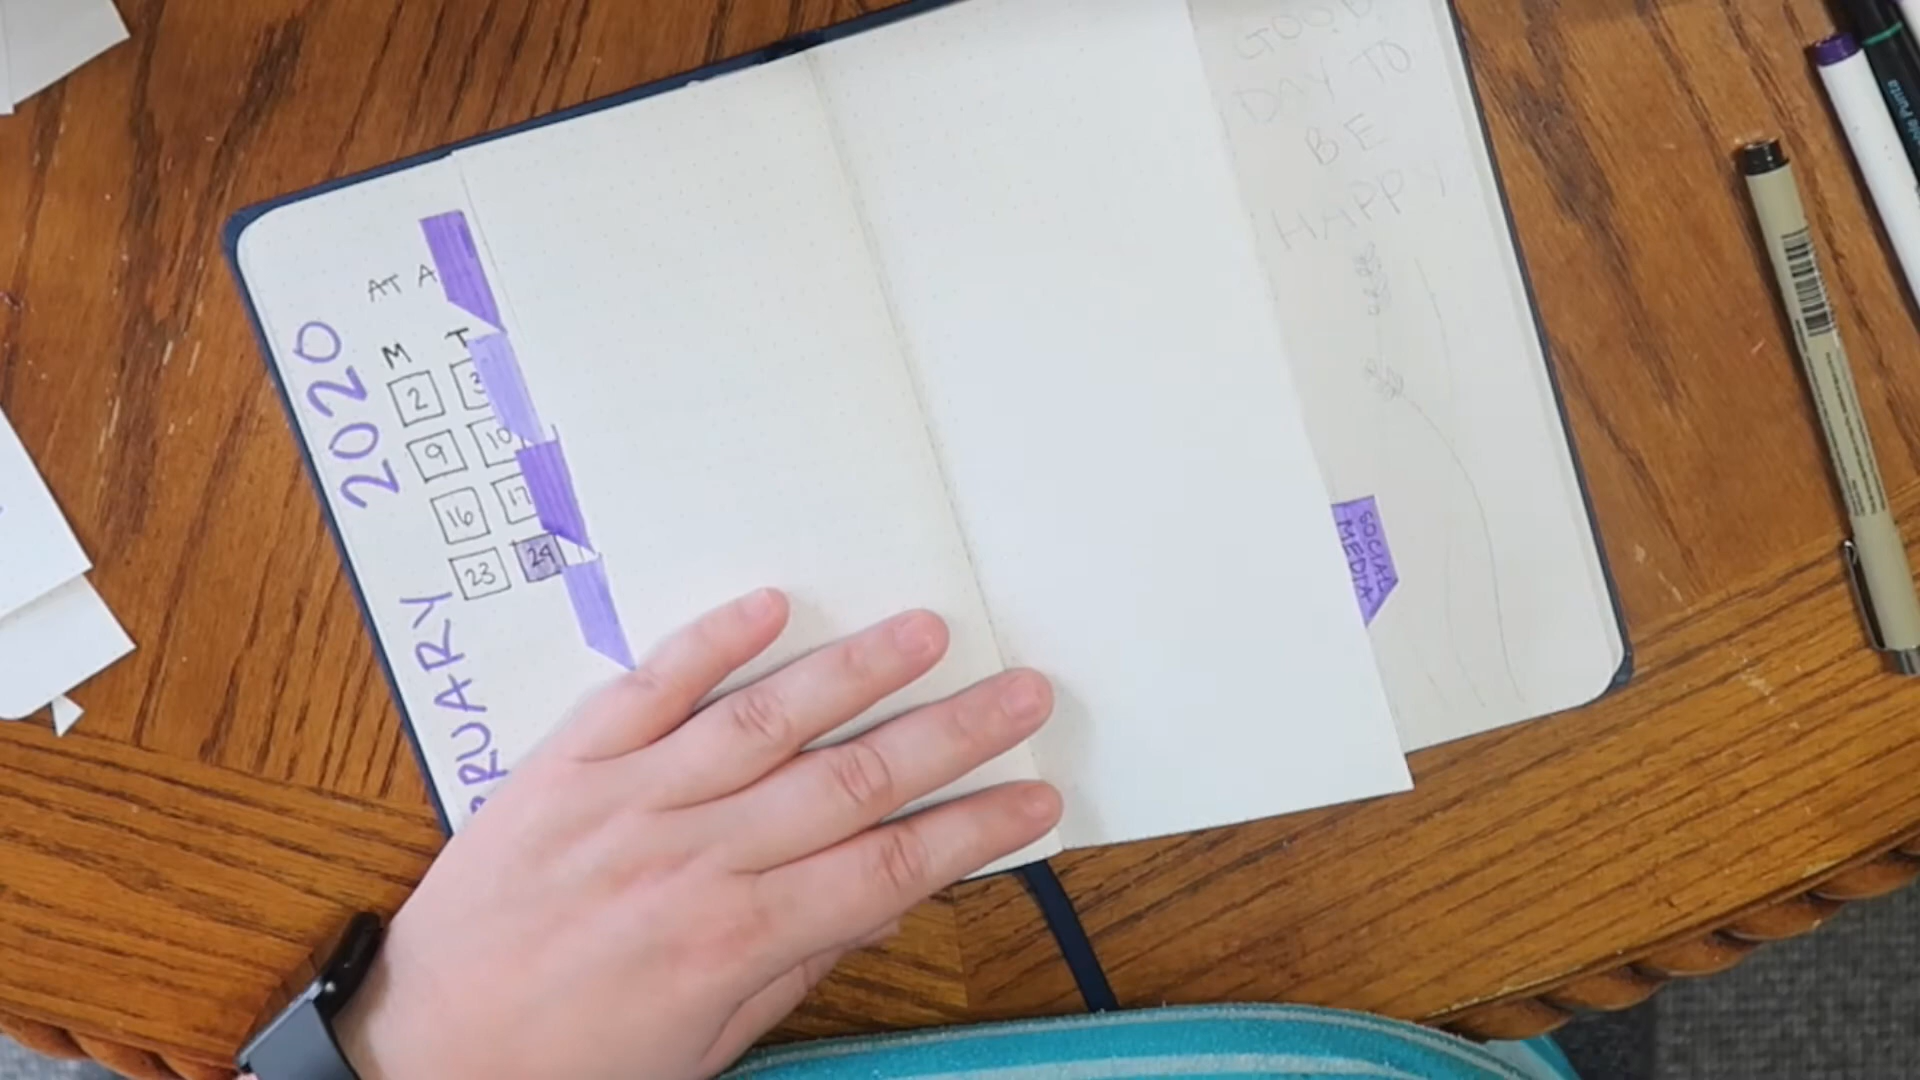 2020
RUARY
AT A
M T
2 3
9 10
16 17
23 24
GOOD
DAY TO
BE
HAPPY
SOCIAL
MEDIA